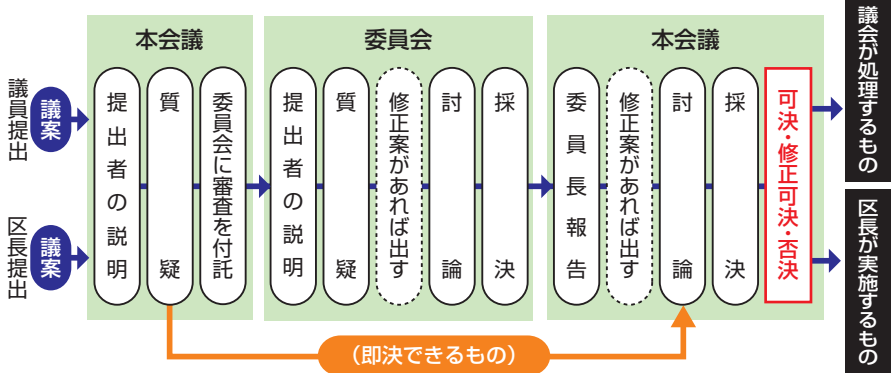 議員提出
議案
区長提出
議案
本会議
提出者の説明
質疑
委員会に審査を付託
委員会
提出者の説明
質疑
修正案があれば出す
討論
採決
本会議
委員長報告
修正案があれば出す
討論
採決
可決・修正可決・否決
議会が処理するもの
区長が実施するもの
（即決できるもの）